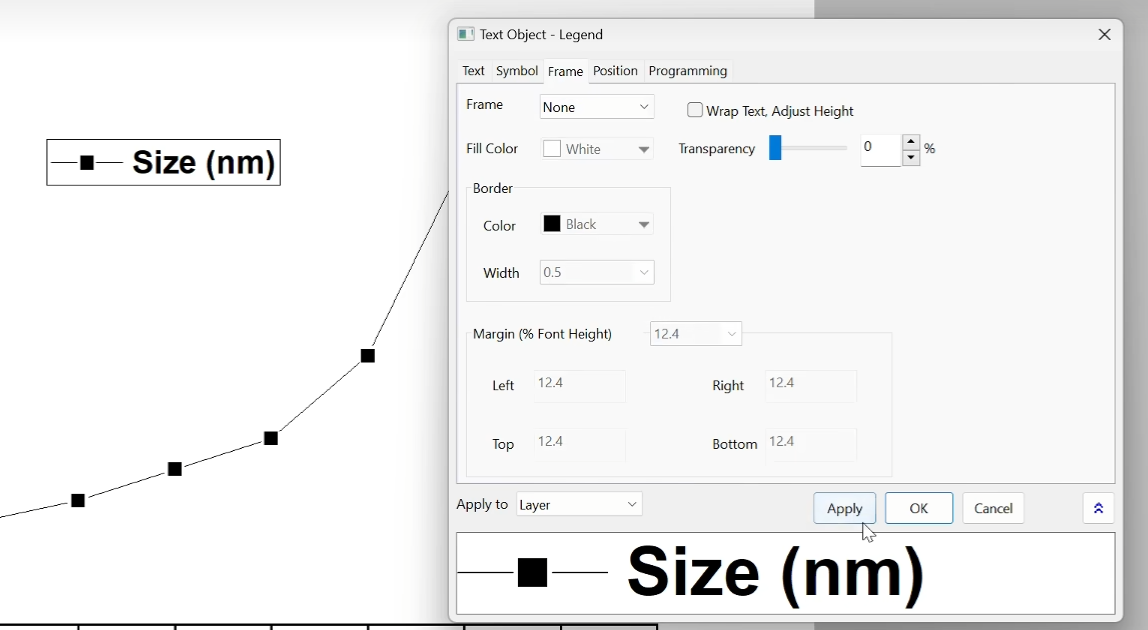 Text Object - Legend
Text Symbol Frame Position Programming
Frame None Wrap Text, Adjust Height
Fill Color White Transparency 0 %
Border
Color Black
Width 0.5
Margin (% Font Height) 12.4
Left 12.4 Right 12.4
Top 12.4 Bottom 12.4
Apply to Layer Apply OK Cancel
Size (nm)
Size (nm)